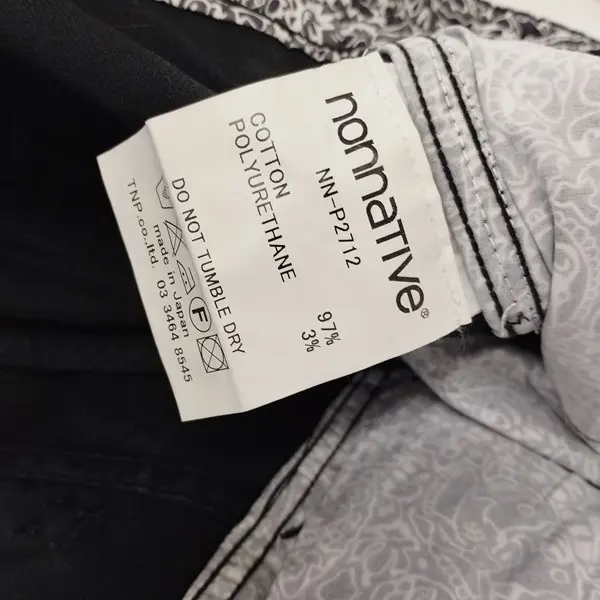 nonnative®
NN-P2712
COTTON 97%
POLYURETHANE 3%
DO NOT TUMBLE DRY
F
made in Japan
TNP.co.,ltd. 03 3464 8545